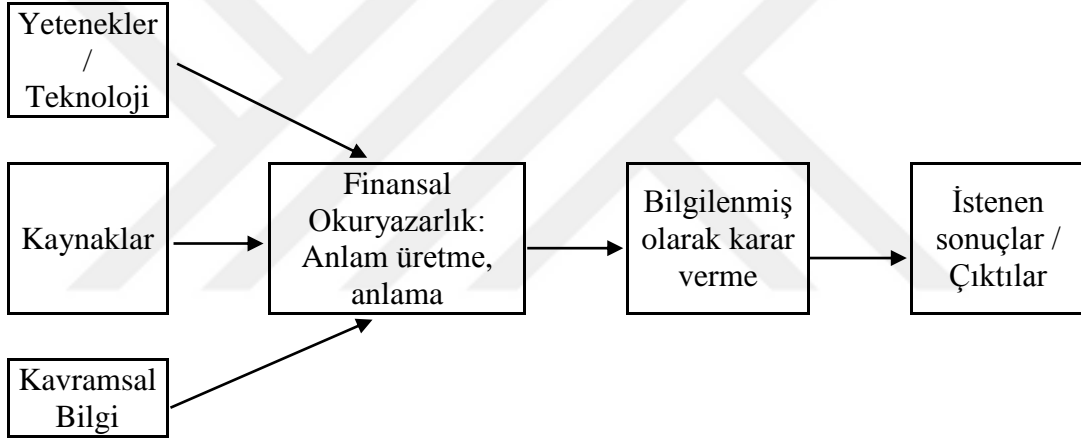 Yetenekler
/
Teknoloji
Kaynaklar
Kavramsal
Bilgi
Finansal
Okuryazarlık:
Anlam üretme,
anlama
Bilgilenmiş
olarak karar
verme
İstenen
sonuçlar /
Çıktılar